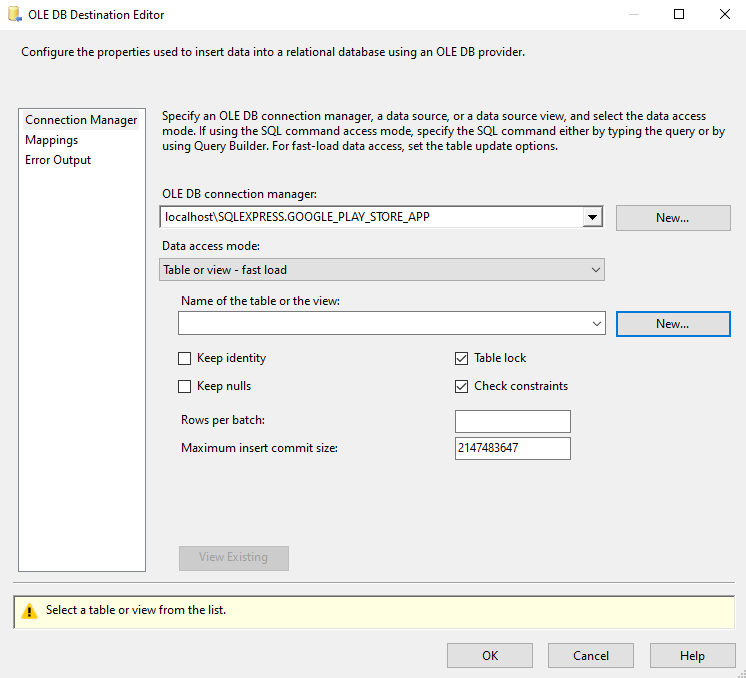 OLE DB Destination Editor
Configure the properties used to insert data into a relational database using an OLE DB provider.
Connection Manager
Mappings
Error Output
Specify an OLE DB connection manager, a data source, or a data source view, and select the data access
mode. If using the SQL command access mode, specify the SQL command either by typing the query or by
using Query Builder. For fast-load data access, set the table update options.
OLE DB connection manager:
localhost\SQLEXPRESS.GOOGLE_PLAY_STORE_APP
New...
Data access mode:
Table or view - fast load
Name of the table or the view:
New...
Keep identity
Table lock
Keep nulls
Check constraints
Rows per batch:
Maximum insert commit size:
2147483647
View Existing
Select a table or view from the list.
OK
Cancel
Help